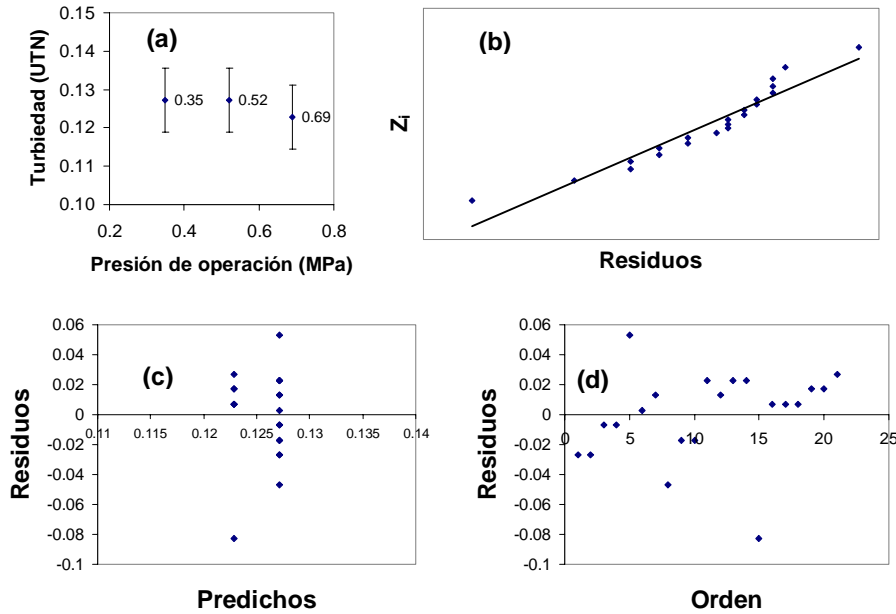 (a)
Turbiedad (UTN)
0.15
0.14
0.13
0.12
0.11
0.10
0.35
0.52
0.69
0.2 0.4 0.6 0.8
Presión de operación (MPa)
(b)
Zi
Residuos
(c)
Residuos
0.06
0.04
0.02
0
-0.02
-0.04
-0.06
-0.08
-0.1
0.11 0.115 0.12 0.125 0.13 0.135 0.14
Predichos
(d)
Residuos
0.06
0.04
0.02
0
-0.02
-0.04
-0.06
-0.08
-0.1
0 5 10 15 20 25
Orden